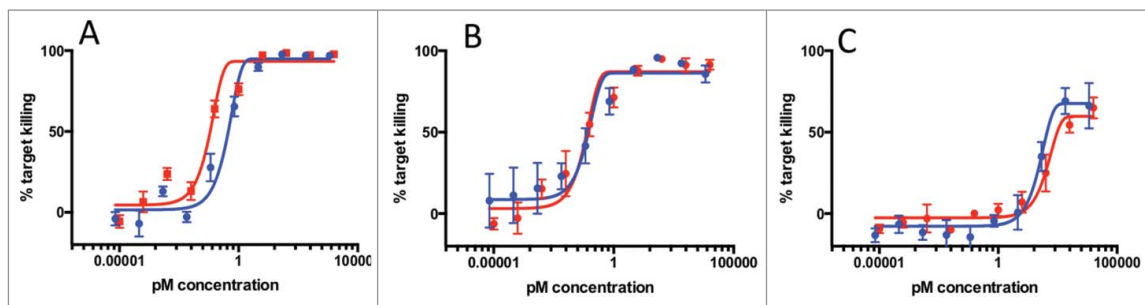 A
% target killing
100
50
0
0.00001
1
10000
pM concentration
B
% target killing
100
50
0
0.00001
1
100000
pM concentration
C
% target killing
100
50
0
0.00001
1
100000
pM concentration